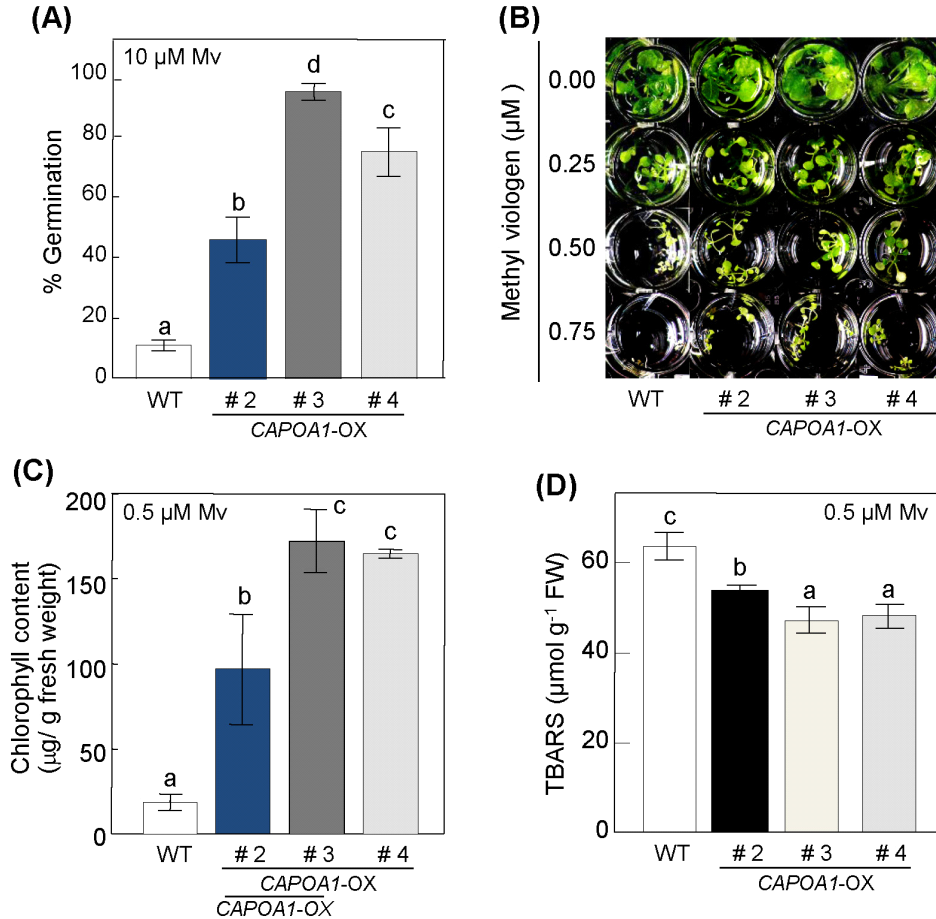 (A)
10 µM Mv
% Germination
100
80
60
40
20
0
a
b
d
c
WT
# 2
# 3
# 4
CAPOA1-OX
(B)
Methyl viologen (µM)
0.00
0.25
0.50
0.75
WT
# 2
# 3
# 4
CAPOA1-OX
(C)
0.5 µM Mv
Chlorophyll content
(µg/ g fresh weight)
200
150
100
50
0
a
b
c
c
WT
# 2
# 3
# 4
CAPOA1-OX
CAPOA1-OX
(D)
0.5 µM Mv
TBARS (µmol g⁻¹ FW)
60
40
20
0
c
b
a
a
WT
# 2
# 3
# 4
CAPOA1-OX